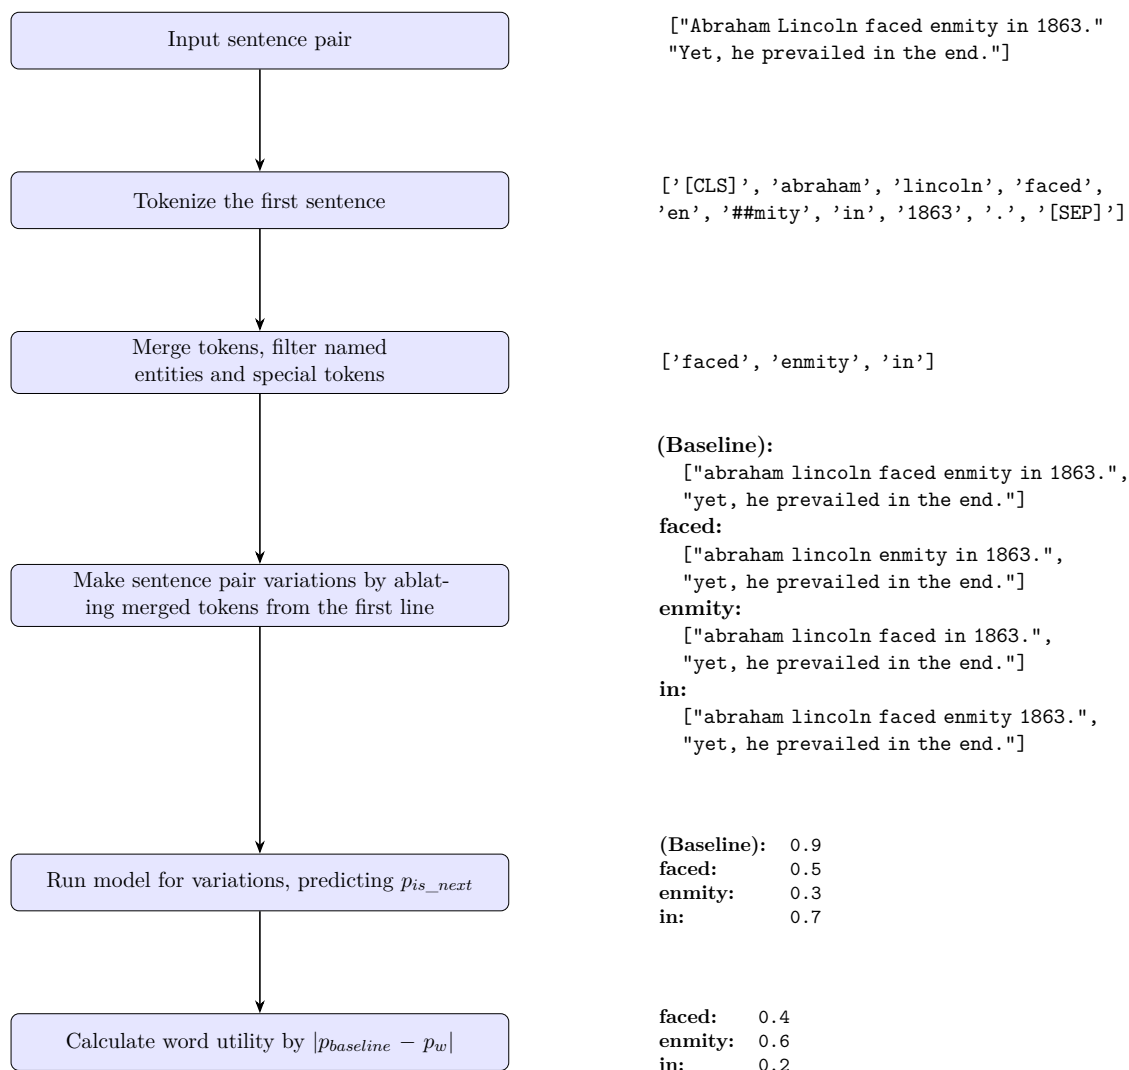 Input sentence pair
["Abraham Lincoln faced enmity in 1863."
"Yet, he prevailed in the end."]
Tokenize the first sentence
['[CLS]', 'abraham', 'lincoln', 'faced',
'en', '##mity', 'in', '1863', '.', '[SEP]']
Merge tokens, filter named
entities and special tokens
['faced', 'enmity', 'in']
Make sentence pair variations by ablat-
ing merged tokens from the first line
(Baseline):
["abraham lincoln faced enmity in 1863.",
"yet, he prevailed in the end."]
faced:
["abraham lincoln enmity in 1863.",
"yet, he prevailed in the end."]
enmity:
["abraham lincoln faced in 1863.",
"yet, he prevailed in the end."]
in:
["abraham lincoln faced enmity 1863.",
"yet, he prevailed in the end."]
Run model for variations, predicting p_{is_next}
(Baseline): 0.9
faced: 0.5
enmity: 0.3
in: 0.7
Calculate word utility by |p_{baseline} − p_w|
faced: 0.4
enmity: 0.6
in: 0.2